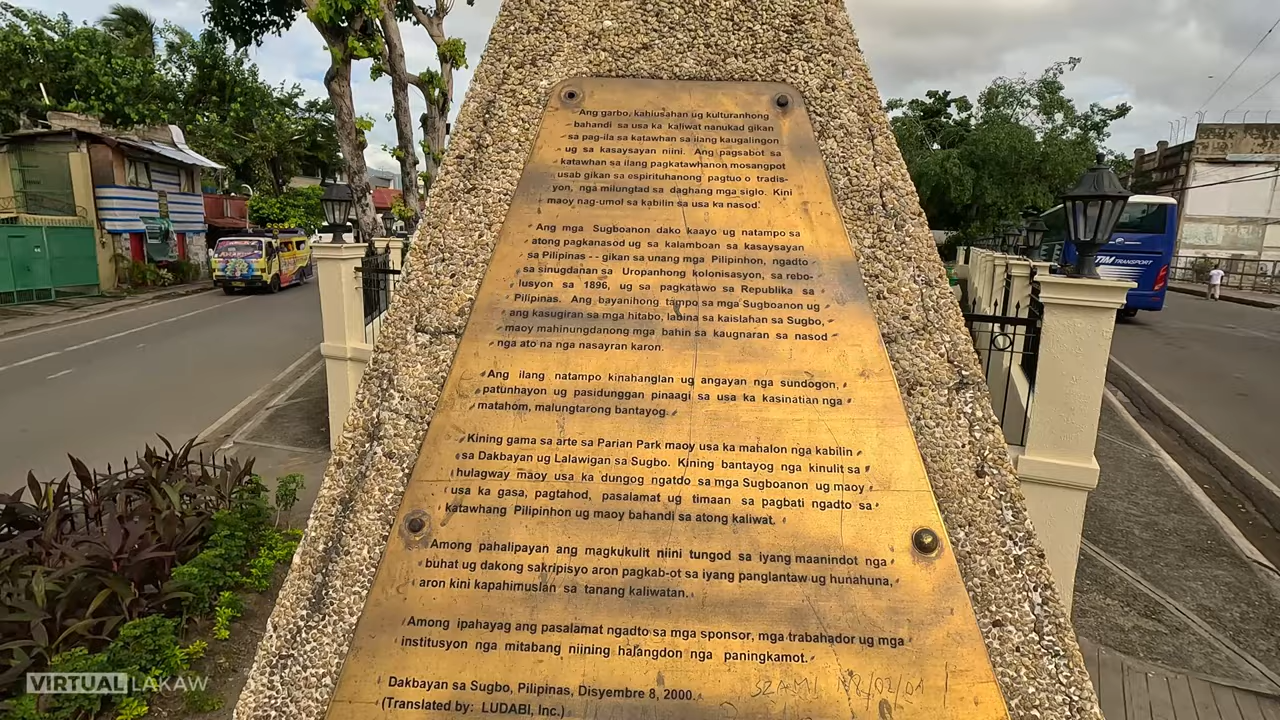 Ang garbo, kahiusahan ug kulturanhong
bahandi sa usa ka kaliwat nanukad gikan
sa pag-ila sa katawhan sa ilang kaugalingon
ug sa kasaysayan niini. Ang pagsabot sa
katawhan sa ilang pagkatawhanon mosangpot
usab gikan sa espirituhanong pagtuo o tradis-
yon, nga milungtad sa daghang mga siglo. Kini
maoy nag-umol sa kabilin sa usa ka nasod.
Ang mga Sugboanon dako kaayo ug natampo sa
atong pagkanasod ug sa kalamboan sa kasaysayan
sa Pilipinas -- gikan sa unang mga Pilipinhon, ngadto
sa sinugdanan sa Uropanhong kolonisasyon, sa rebo-
lusyon sa 1896, ug sa pagkatawo sa Republika sa
Pilipinas. Ang bayanihong tampo sa mga Sugboanon ug
ang kasugiran sa mga hitabo, labina sa kaislahan sa Sugbo,
maoy mahinungdanong mga bahin sa kaugnaran sa nasod
nga ato na nga nasayran karon.
Ang ilang natampo kinahanglan ug angayan nga sundogon,
patunhayon ug pasidunggan pinaagi sa usa ka kasinatian nga
matahom, malungtarong bantayog.
Kining gama sa arte sa Parian Park maoy usa ka mahalon nga kabilin
sa Dakbayan ug Lalawigan sa Sugbo. Kining bantayog nga kinulit sa
hulagway maoy usa ka dungog ngatdo sa mga Sugboanon ug maoy
usa ka gasa, pagtahod, pasalamat ug timaan sa pagbati ngadto sa
katawhang Pilipinhon ug maoy bahandi sa atong kaliwat.
Among pahalipayan ang magkukulit niini tungod sa iyang maanindot nga
buhat ug dakong sakripisyo aron pagkab-ot sa iyang panglantaw ug hunahuna,
aron kini kapahimuslan sa tanang kaliwatan.
Among ipahayag ang pasalamat ngadto sa mga sponsor, mga trabahador ug mga
institusyon nga mitabang niining halangdon nga paningkamot.
Dakbayan sa Sugbo, Pilipinas, Disyembre 8, 2000.
(Translated by: LUDABI, Inc.)
TRANSPORT
VIRTUALLAKAW